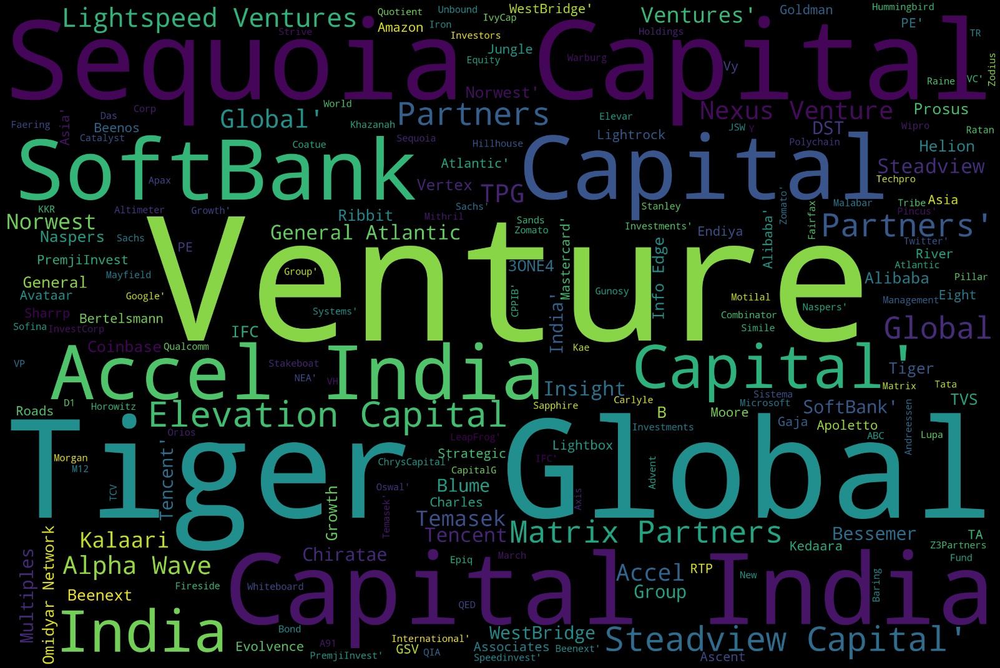 Lightspeed Ventures
Quotient
Unbound
WestBridge'
Ventures'
Goldman
Hummingbird
IvyCap
Amazon
Iron
PE'
Strive
Investors
Holdings
TR
Sequoia Capital
Jungle
Equity
Warburg
Vy
Zodius
Raine
VC'
Norwest'
World
Partners
Nexus Venture
Prosus
Corp
Das
Faering
Asia'
Beenos
Global'
Khazanah
Elevar
DST
JSW
Y
Wipro
Ratan
Catalyst
Sequoia
Lightrock
Polychain
Coatue
Hillhouse
Helion
SoftBank
Capital
Atlantic'
Steadview
Apax
Vertex
TPG
Techpro
KKR
Altimeter
Growth'
Sachs'
Stanley
Zomato'
Malabar
Tribe
Asia
Norwest
Ribbit
Mithril
Sands
Zomato
Investments'
Fairfax
Pincus'
Partners'
Naspers
Sachs
General Atlantic
Mastercard'
Endiya
Alibaba'
Twitter'
PE
PremjiInvest
River
Venture
3ONE4
Info Edge
Atlantic
Mayfield
Group'
Alibaba
Pillar
General
Avataar
Google'
CPPIB'
Gunosy
Motilal
Management
Eight
Sharrp
Systems'
India'
Naspers'
Bertelsmann
Combinator
Sofina
InvestCorp
IFC
Simile
Global
Coinbase
Qualcomm
Kae
VP
Accel India
Stakeboat
Capital'
Tiger
NEA'
VH
Insight
Matrix
Tata
D1
Horowitz
Carlyle
Sistema
Microsoft
TVS
Roads
Elevation Capital
Sapphire
B
Moore
SoftBank'
Andreessen
Orios
Investments
Gaja
Apoletto
LeapFrog'
ABC
Lupa
Tiger Global
Tencent'
Strategic
Lightbox
Morgan
M12
ChrysCapital'
IFC'
CapitalG
Advent
TCV
Growth
Oswal'
Blume
Axis
Temasek'
Charles
Temasek
Tencent
Matrix Partners
Bessemer
TA
Kalaari
Kedaara
Z3Partners
Omidyar Network
Multiples
Chiratae
March
Fund
Alpha Wave
Epiq
Capital India
Accel
RTP
New
Baring
Fireside
Whiteboard
Group
Beenext
QED
India
Bond
WestBridge
Steadview Capital'
International'
Evolvence
A91
GSV
QIA
Associates
Beenext'
PremjiInvest'
Speedinvest'
Ascent